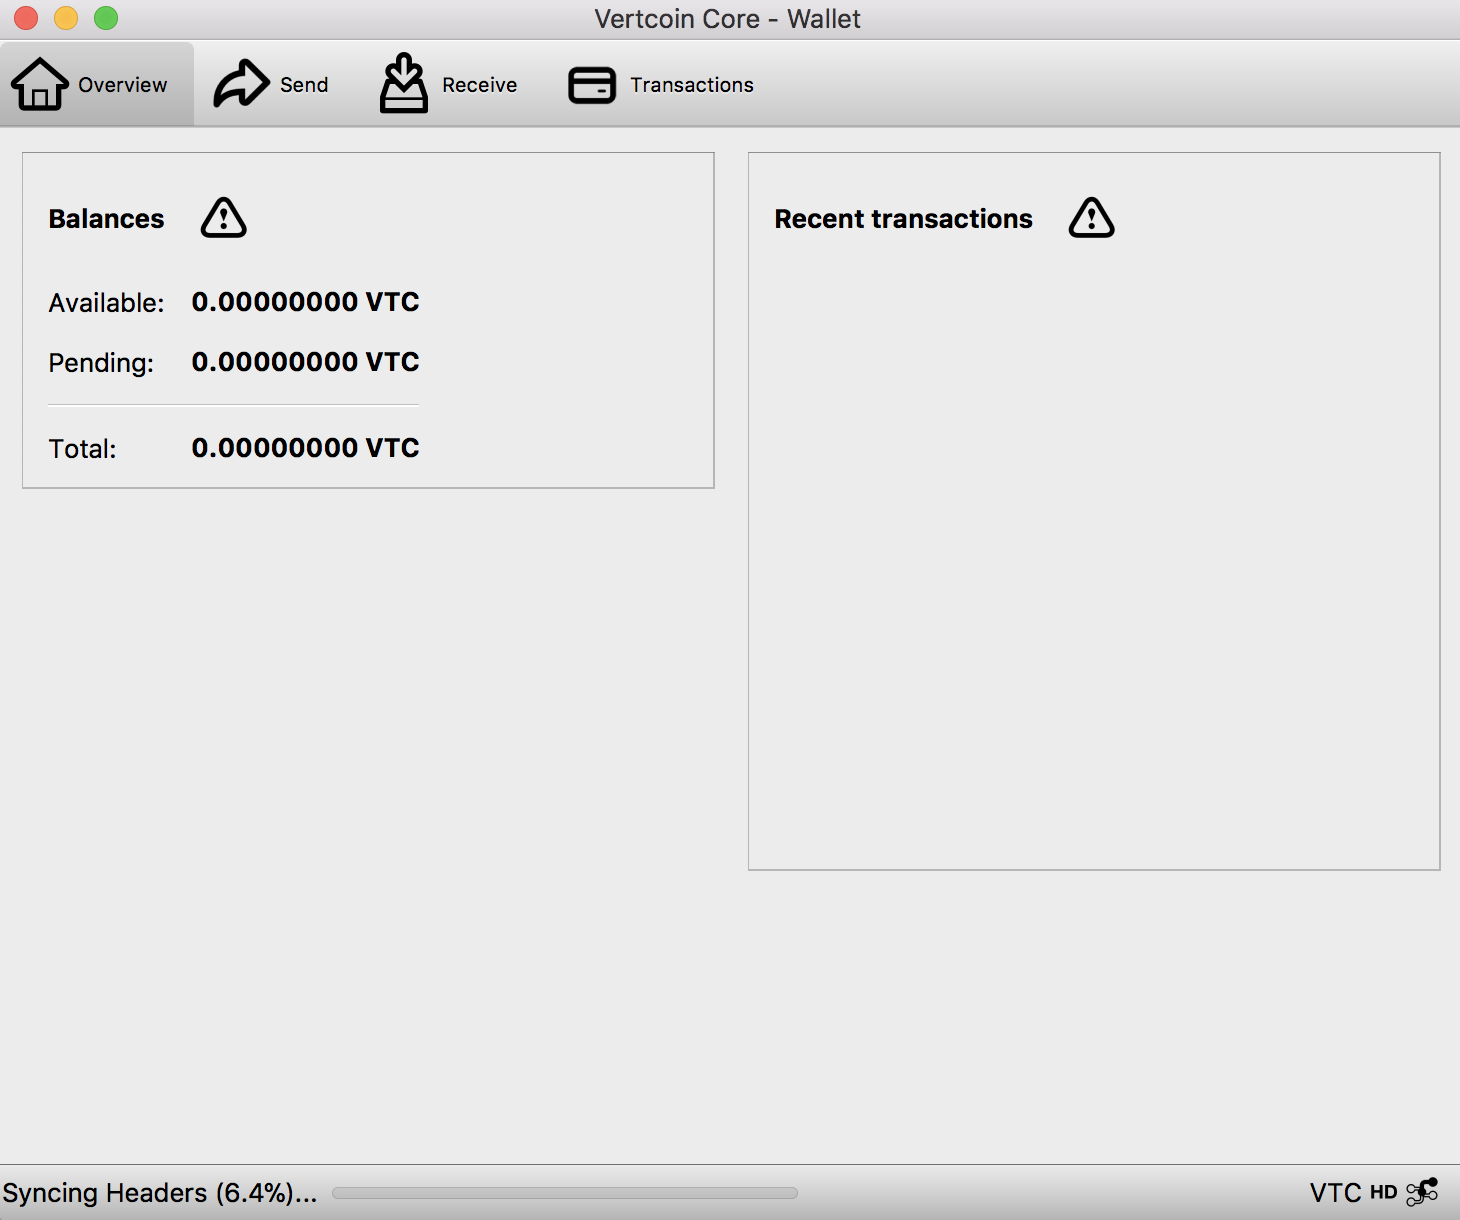 Vertcoin Core - Wallet
Overview
Send
Receive
Transactions
Balances
Available: 0.00000000 VTC
Pending: 0.00000000 VTC
Total: 0.00000000 VTC
Recent transactions
Syncing Headers (6.4%)...
VTC HD